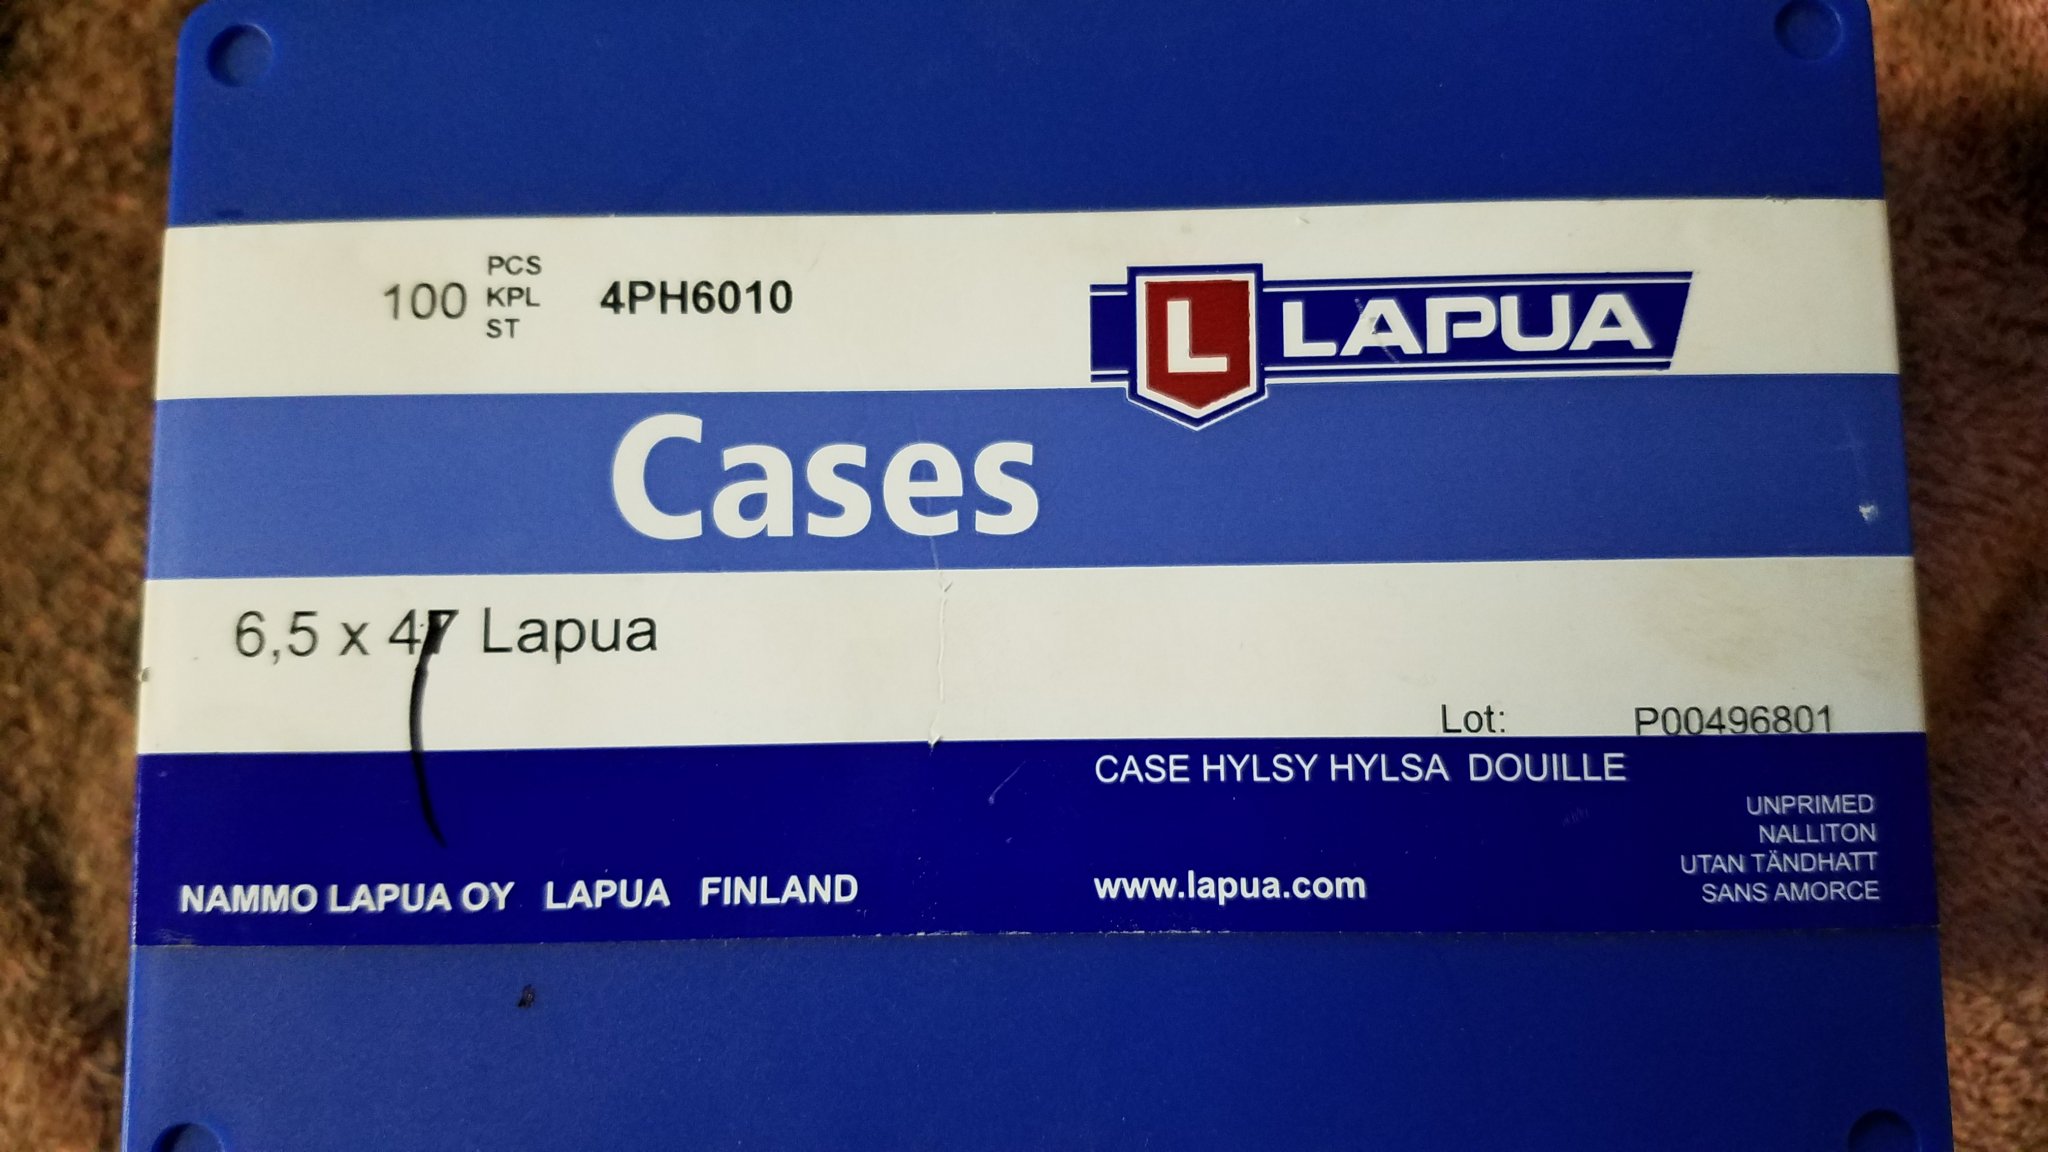 100 PCS KPL ST 4PH6010
L LAPUA
Cases
6,5 x 47 Lapua
Lot: P00496801
CASE HYLSY HYLSA DOUILLE
UNPRIMED
NALLITON
UTAN TÄNDHATT
SANS AMORCE
NAMMO LAPUA OY LAPUA FINLAND
www.lapua.com